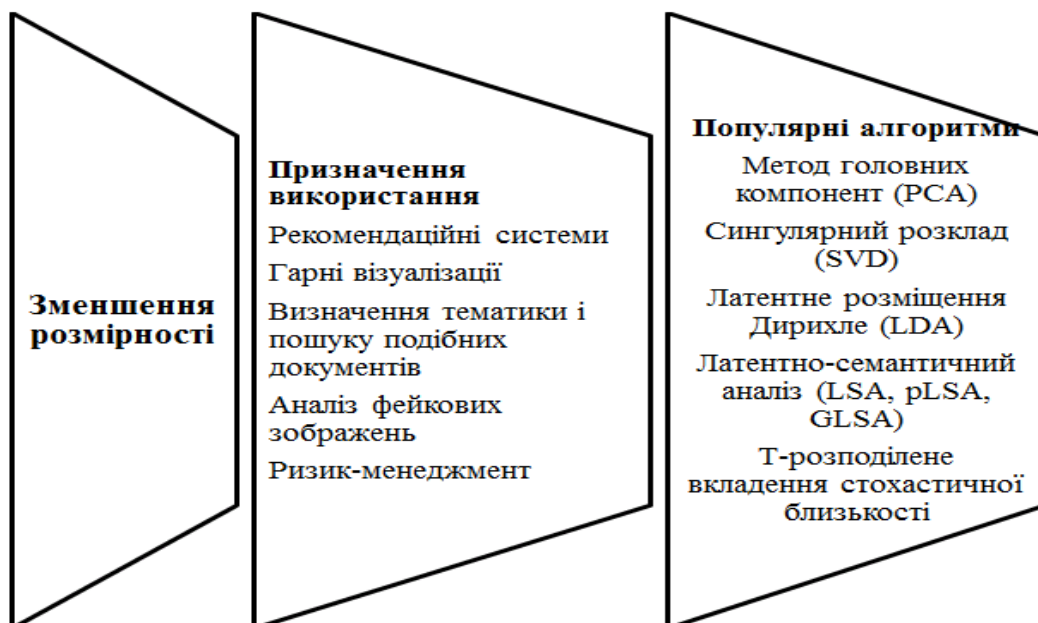 Зменшення
розмірності
Призначення
використання
Рекомендаційні системи
Гарні візуалізації
Визначення тематики і
пошуку подібних
документів
Аналіз фейкових
зображень
Ризик-менеджмент
Популярні алгоритми
Метод головних
компонент (PCA)
Сингулярний розклад
(SVD)
Латентне розміщення
Дирихле (LDA)
Латентно-семантичний
аналіз (LSA, pLSA,
GLSA)
Т-розподілене
вкладення стохастичної
близькості